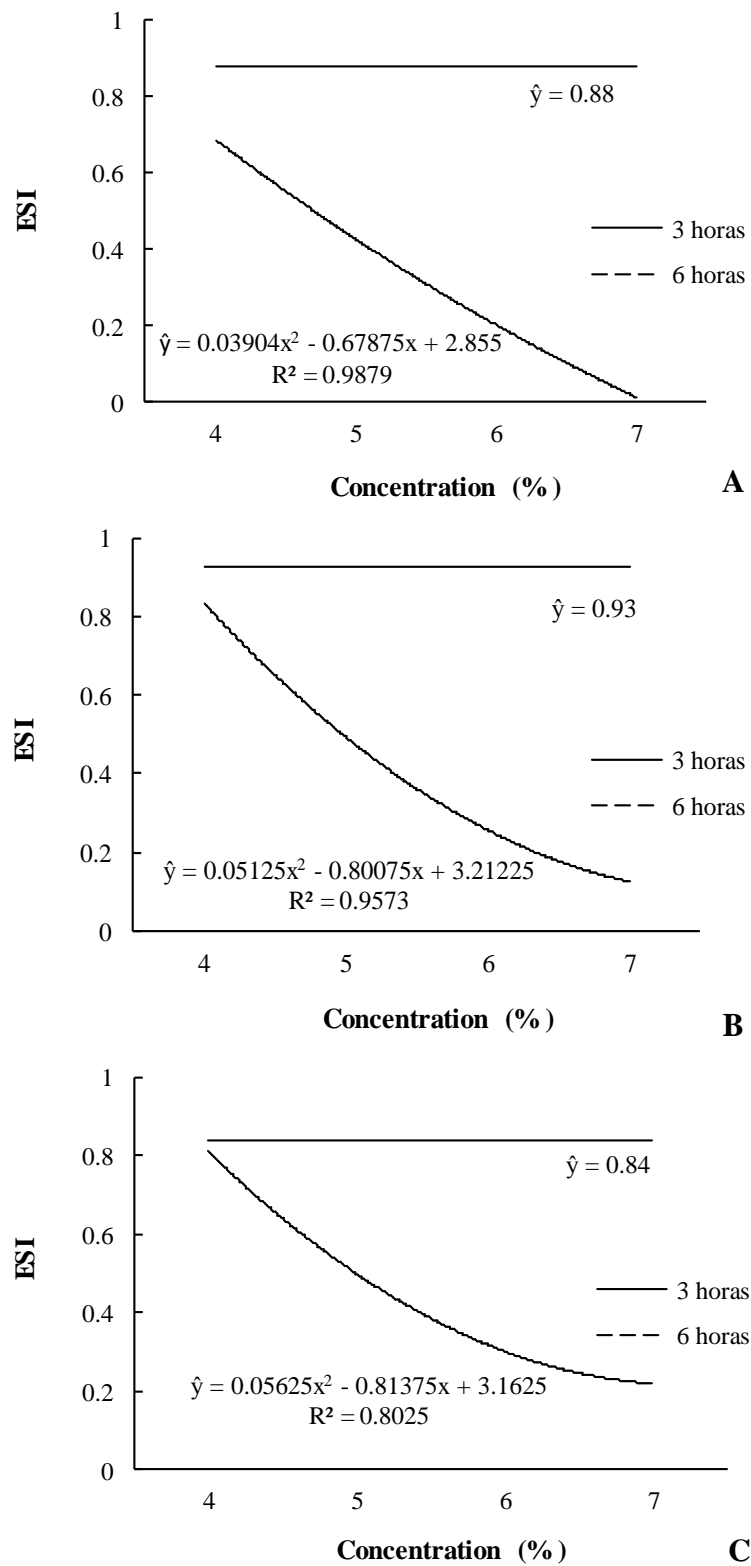 1
0.8
0.6
0.4
0.2
0
ESI
ŷ = 0.88
3 horas
6 horas
ŷ = 0.03904x² - 0.67875x + 2.855
R² = 0.9879
4 5 6 7
Concentration (%)
A
1
0.8
0.6
0.4
0.2
0
ESI
ŷ = 0.93
3 horas
6 horas
ŷ = 0.05125x² - 0.80075x + 3.21225
R² = 0.9573
4 5 6 7
Concentration (%)
B
1
0.8
0.6
0.4
0.2
0
ESI
ŷ = 0.84
3 horas
6 horas
ŷ = 0.05625x² - 0.81375x + 3.1625
R² = 0.8025
4 5 6 7
Concentration (%)
C